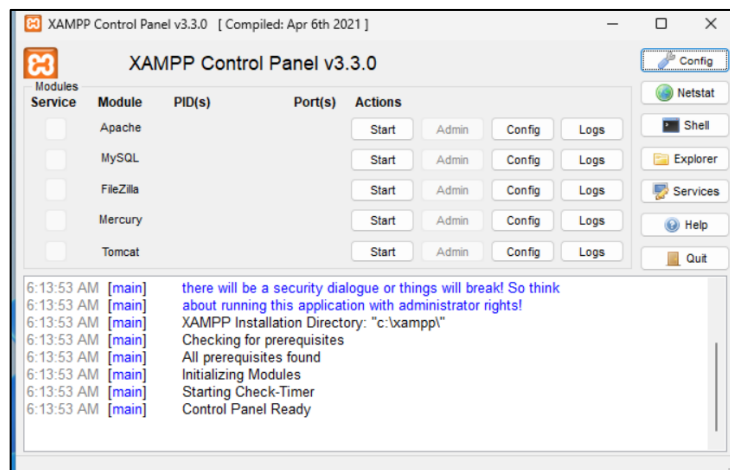 XAMPP Control Panel v3.3.0 [ Compiled: Apr 6th 2021 ]
XAMPP Control Panel v3.3.0
Config
Modules
Service Module PID(s) Port(s) Actions
Netstat
Apache Start Admin Config Logs
Shell
MySQL Start Admin Config Logs
Explorer
FileZilla Start Admin Config Logs
Services
Mercury Start Admin Config Logs
Help
Tomcat Start Admin Config Logs
Quit
6:13:53 AM [main] there will be a security dialogue or things will break! So think
6:13:53 AM [main] about running this application with administrator rights!
6:13:53 AM [main] XAMPP Installation Directory: "c:\xampp\"
6:13:53 AM [main] Checking for prerequisites
6:13:53 AM [main] All prerequisites found
6:13:53 AM [main] Initializing Modules
6:13:53 AM [main] Starting Check-Timer
6:13:53 AM [main] Control Panel Ready